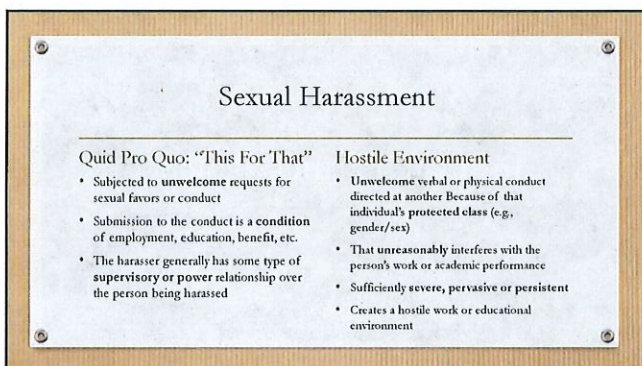 Sexual Harassment
Quid Pro Quo: "This For That"
• Subjected to unwelcome requests for
sexual favors or conduct
• Submission to the conduct is a condition
of employment, education, benefit, etc.
• The harasser generally has some type of
supervisory or power relationship over
the person being harassed
Hostile Environment
• Unwelcome verbal or physical conduct
directed at another Because of that
individual's protected class (e.g.,
gender/sex)
• That unreasonably interferes with the
person's work or academic performance
• Sufficiently severe, pervasive or persistent
• Creates a hostile work or educational
environment